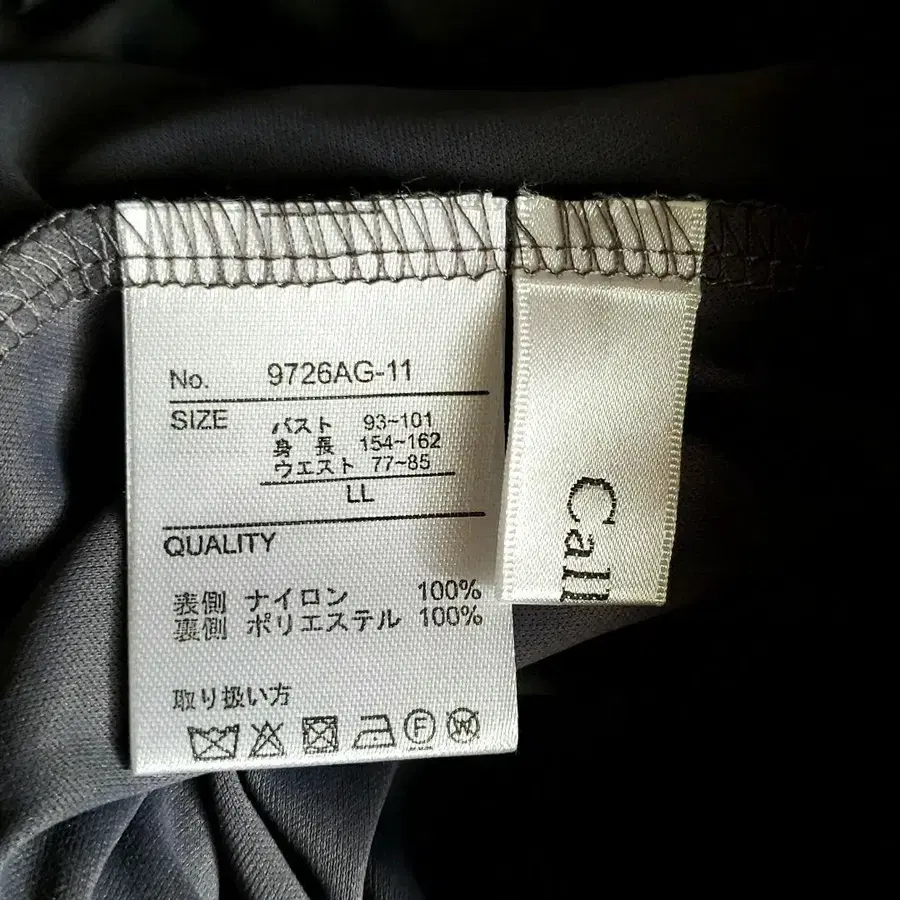 No. 9726AG-11
SIZE バスト 93~101
身 長 154~162
ウエスト 77~85
LL
QUALITY
表側 ナイロン 100%
裏側 ポリエステル 100%
取り扱い方
F W
Call